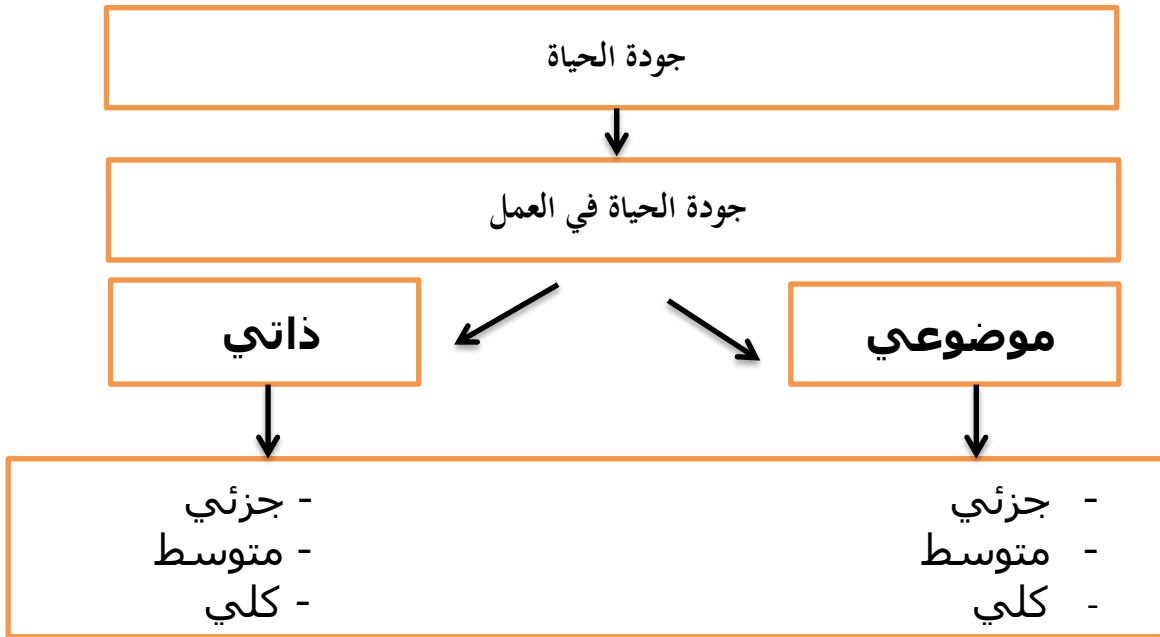 جودة الحياة
جودة الحياة في العمل
موضوعي
ذاتي
- جزئي
- متوسط
- كلي
- جزئي
- متوسط
- كلي